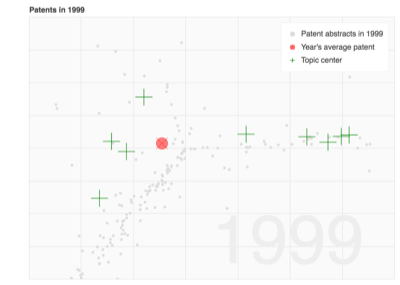 Patents in 1999
Patent abstracts in 1999
Year's average patent
Topic center
1999